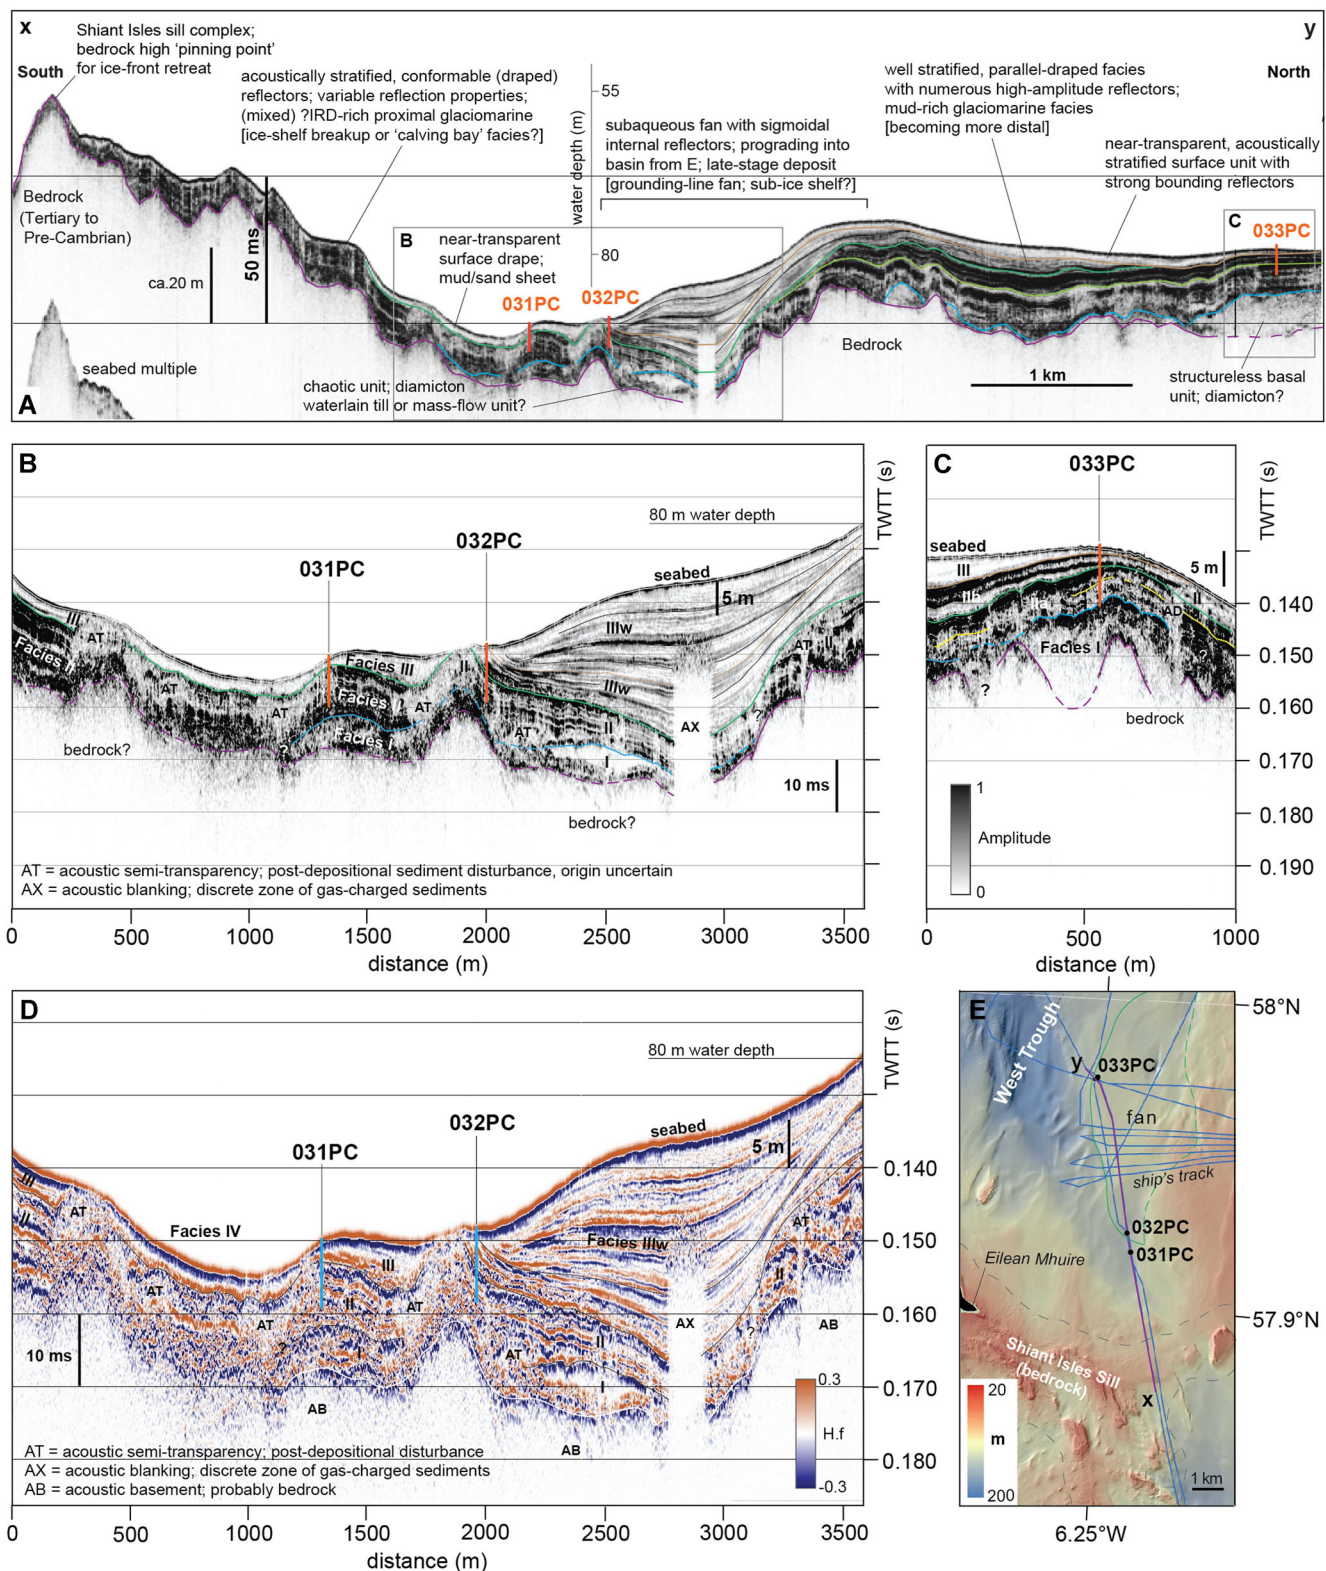 x
y
Shiant Isles sill complex;
bedrock high ‘pinning point’
for ice-front retreat
South
North
acoustically stratified, conformable (draped)
reflectors; variable reflection properties;
(mixed) ?IRD-rich proximal glaciomarine
[ice-shelf breakup or ‘calving bay’ facies?]
water depth (m)
55
80
subaqueous fan with sigmoidal
internal reflectors; prograding into
basin from E; late-stage deposit
[grounding-line fan; sub-ice shelf?]
well stratified, parallel-draped facies
with numerous high-amplitude reflectors;
mud-rich glaciomarine facies
[becoming more distal]
near-transparent, acoustically
stratified surface unit with
strong bounding reflectors
Bedrock
(Tertiary to
Pre-Cambrian)
ca.20 m
50 ms
B
near-transparent
surface drape;
mud/sand sheet
031PC
032PC
C
033PC
Bedrock
seabed multiple
chaotic unit; diamicton
waterlain till or mass-flow unit?
1 km
structureless basal
unit; diamicton?
A
B
80 m water depth
TWTT (s)
031PC
032PC
seabed
5 m
III
Facies II
AT
AT
AT
Facies III
Facies II
Facies I
AT
II
?
IIIw
IIIw
AT
II
I
AX
AT
II
?
bedrock?
bedrock?
10 ms
AT = acoustic semi-transparency; post-depositional sediment disturbance, origin uncertain
AX = acoustic blanking; discrete zone of gas-charged sediments
0
500
1000
1500
2000
2500
3000
3500
distance (m)
C
033PC
TWTT (s)
seabed
5 m
III
IIb
IIa
II
AD
Facies I
?
?
bedrock
1
Amplitude
0
0.140
0.150
0.160
0.170
0.180
0.190
0
500
1000
distance (m)
D
80 m water depth
TWTT (s)
031PC
032PC
seabed
5 m
III
II
AT
Facies IV
AT
AT
III
II
I
AT
?
Facies IIIw
AT
II
I
AX
AT
II
?
AB
AB
AB
10 ms
0.3
H.f
-0.3
0.140
0.150
0.160
0.170
0.180
AT = acoustic semi-transparency; post-depositional disturbance
AX = acoustic blanking; discrete zone of gas-charged sediments
AB = acoustic basement; probably bedrock
0
500
1000
1500
2000
2500
3000
3500
distance (m)
E
58°N
West Trough
y
033PC
fan
ship's track
032PC
031PC
Eilean Mhuire
57.9°N
Shiant Isles Sill
(bedrock)
x
20
m
200
1 km
6.25°W